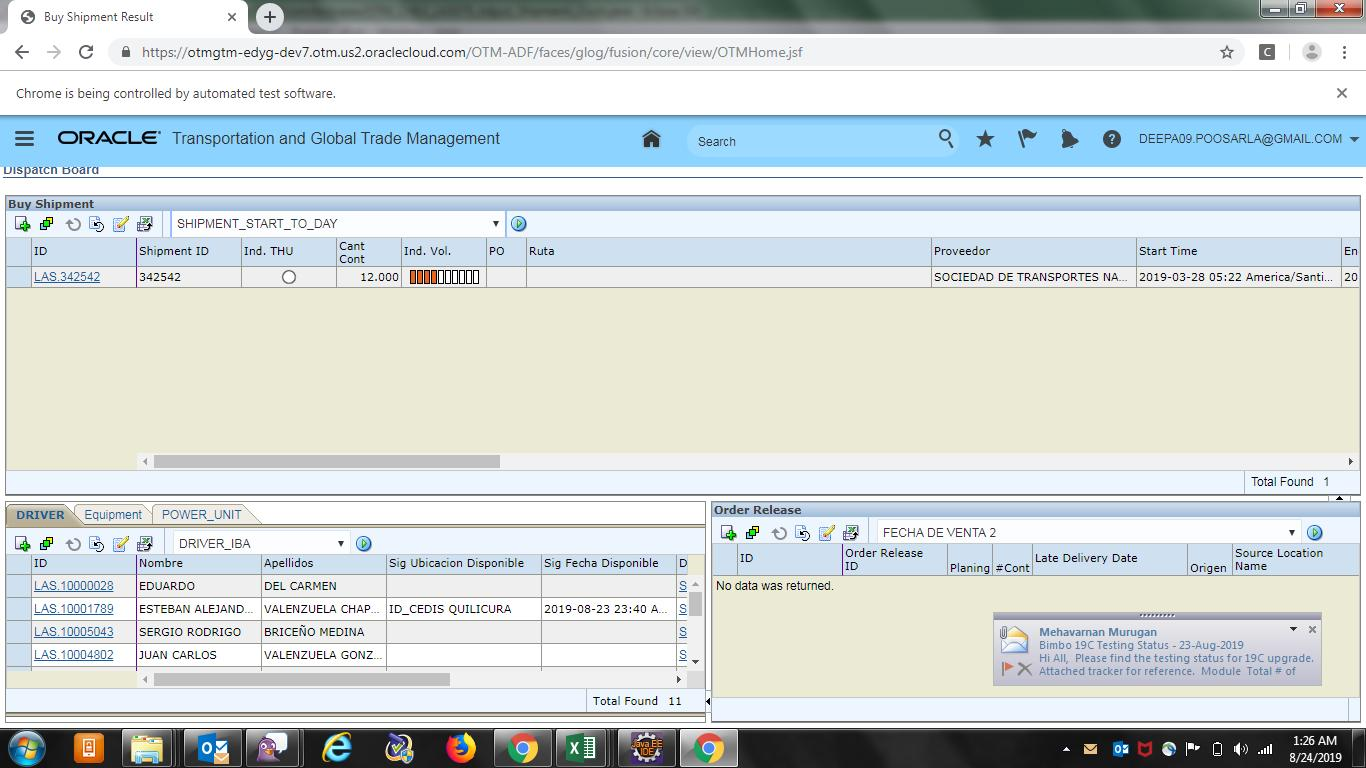 Buy Shipment Result
https://otmgtm-edyg-dev7.otm.us2.oraclecloud.com/OTM-ADF/faces/glog/fusion/core/view/OTMHome.jsf
C
Chrome is being controlled by automated test software.
ORACLE Transportation and Global Trade Management
Search
DEEPA09.POOSARLA@GMAIL.COM
Dispatch Board
Buy Shipment
SHIPMENT_START_TO_DAY
ID Shipment ID Ind. THU Cant Cont Ind. Vol. PO Ruta Proveedor Start Time En
LAS.342542 342542 12.000 SOCIEDAD DE TRANSPORTES NA... 2019-03-28 05:22 America/Santi... 20
Total Found 1
DRIVER Equipment POWER_UNIT
DRIVER_IBA
ID Nombre Apellidos Sig Ubicacion Disponible Sig Fecha Disponible D
LAS.10000028 EDUARDO DEL CARMEN S
LAS.10001789 ESTEBAN ALEJAND... VALENZUELA CHAP... ID_CEDIS QUILICURA 2019-08-23 23:40 A... S
LAS.10005043 SERGIO RODRIGO BRICEÑO MEDINA S
LAS.10004802 JUAN CARLOS VALENZUELA GONZ... S
Total Found 11
Order Release
FECHA DE VENTA 2
ID Order Release ID Planing #Cont Late Delivery Date Origen Source Location Name
No data was returned.
Mehavarnan Murugan
Bimbo 19C Testing Status - 23-Aug-2019
Hi All, Please find the testing status for 19C upgrade.
Attached tracker for reference. Module Total # of
Java EE
IDE
1:26 AM
8/24/2019